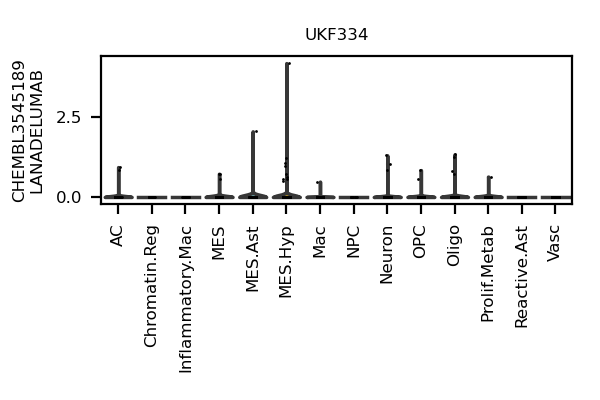 UKF334
CHEMBL3545189
LANADELUMAB
2.5
0.0
AC
Chromatin.Reg
Inflammatory.Mac
MES
MES.Ast
MES.Hyp
Mac
NPC
Neuron
OPC
Oligo
Prolif.Metab
Reactive.Ast
Vasc